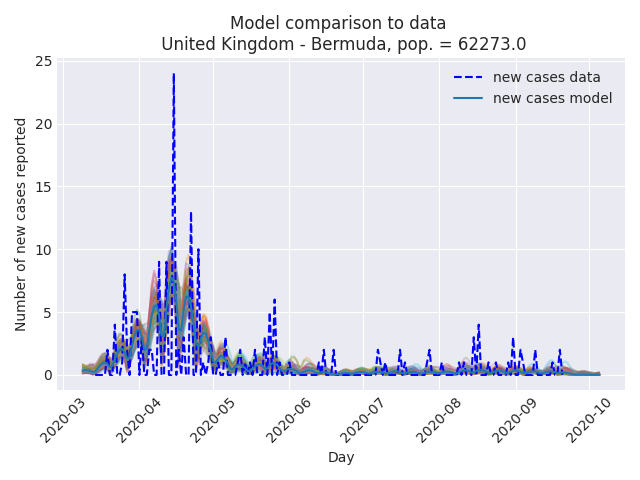 Model comparison to data
United Kingdom - Bermuda, pop. = 62273.0
new cases data
new cases model
Number of new cases reported
25
20
15
10
5
0
2020-03
2020-04
2020-05
2020-06
2020-07
2020-08
2020-09
2020-10
Day